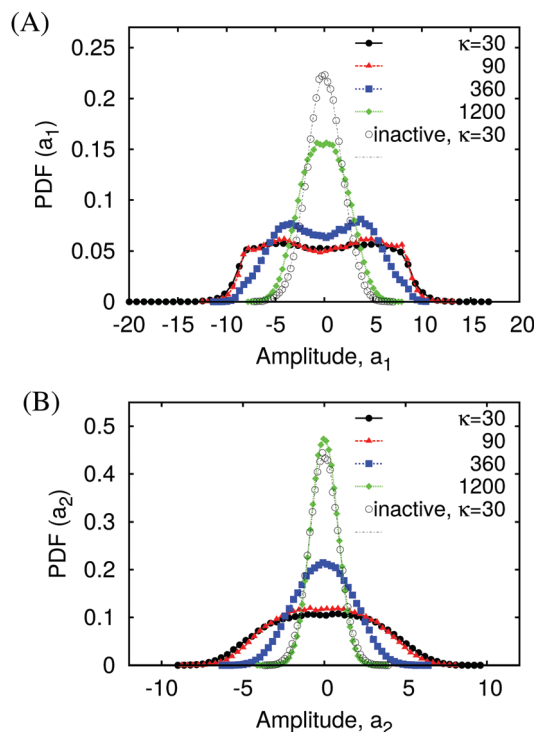 (A)
PDF (a1)
0.25
0.2
0.15
0.1
0.05
0
κ=30
90
360
1200
inactive, κ=30
-20 -15 -10 -5 0 5 10 15 20
Amplitude, a1
(B)
PDF (a2)
0.5
0.4
0.3
0.2
0.1
0
κ=30
90
360
1200
inactive, κ=30
-10 -5 0 5 10
Amplitude, a2